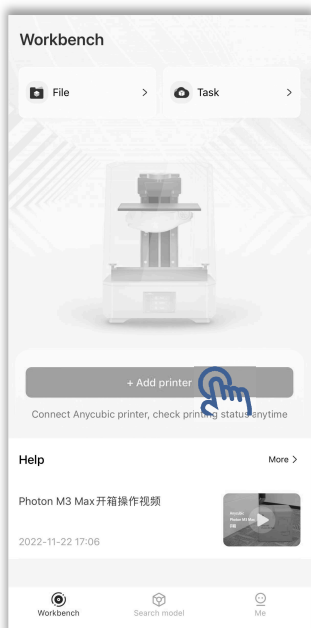 Workbench
File
Task
+ Add printer
Connect Anycubic printer, check printing status anytime
Help
More
Photon M3 Max开箱操作视频
2022-11-22 17:06
Workbench
Search model
Me